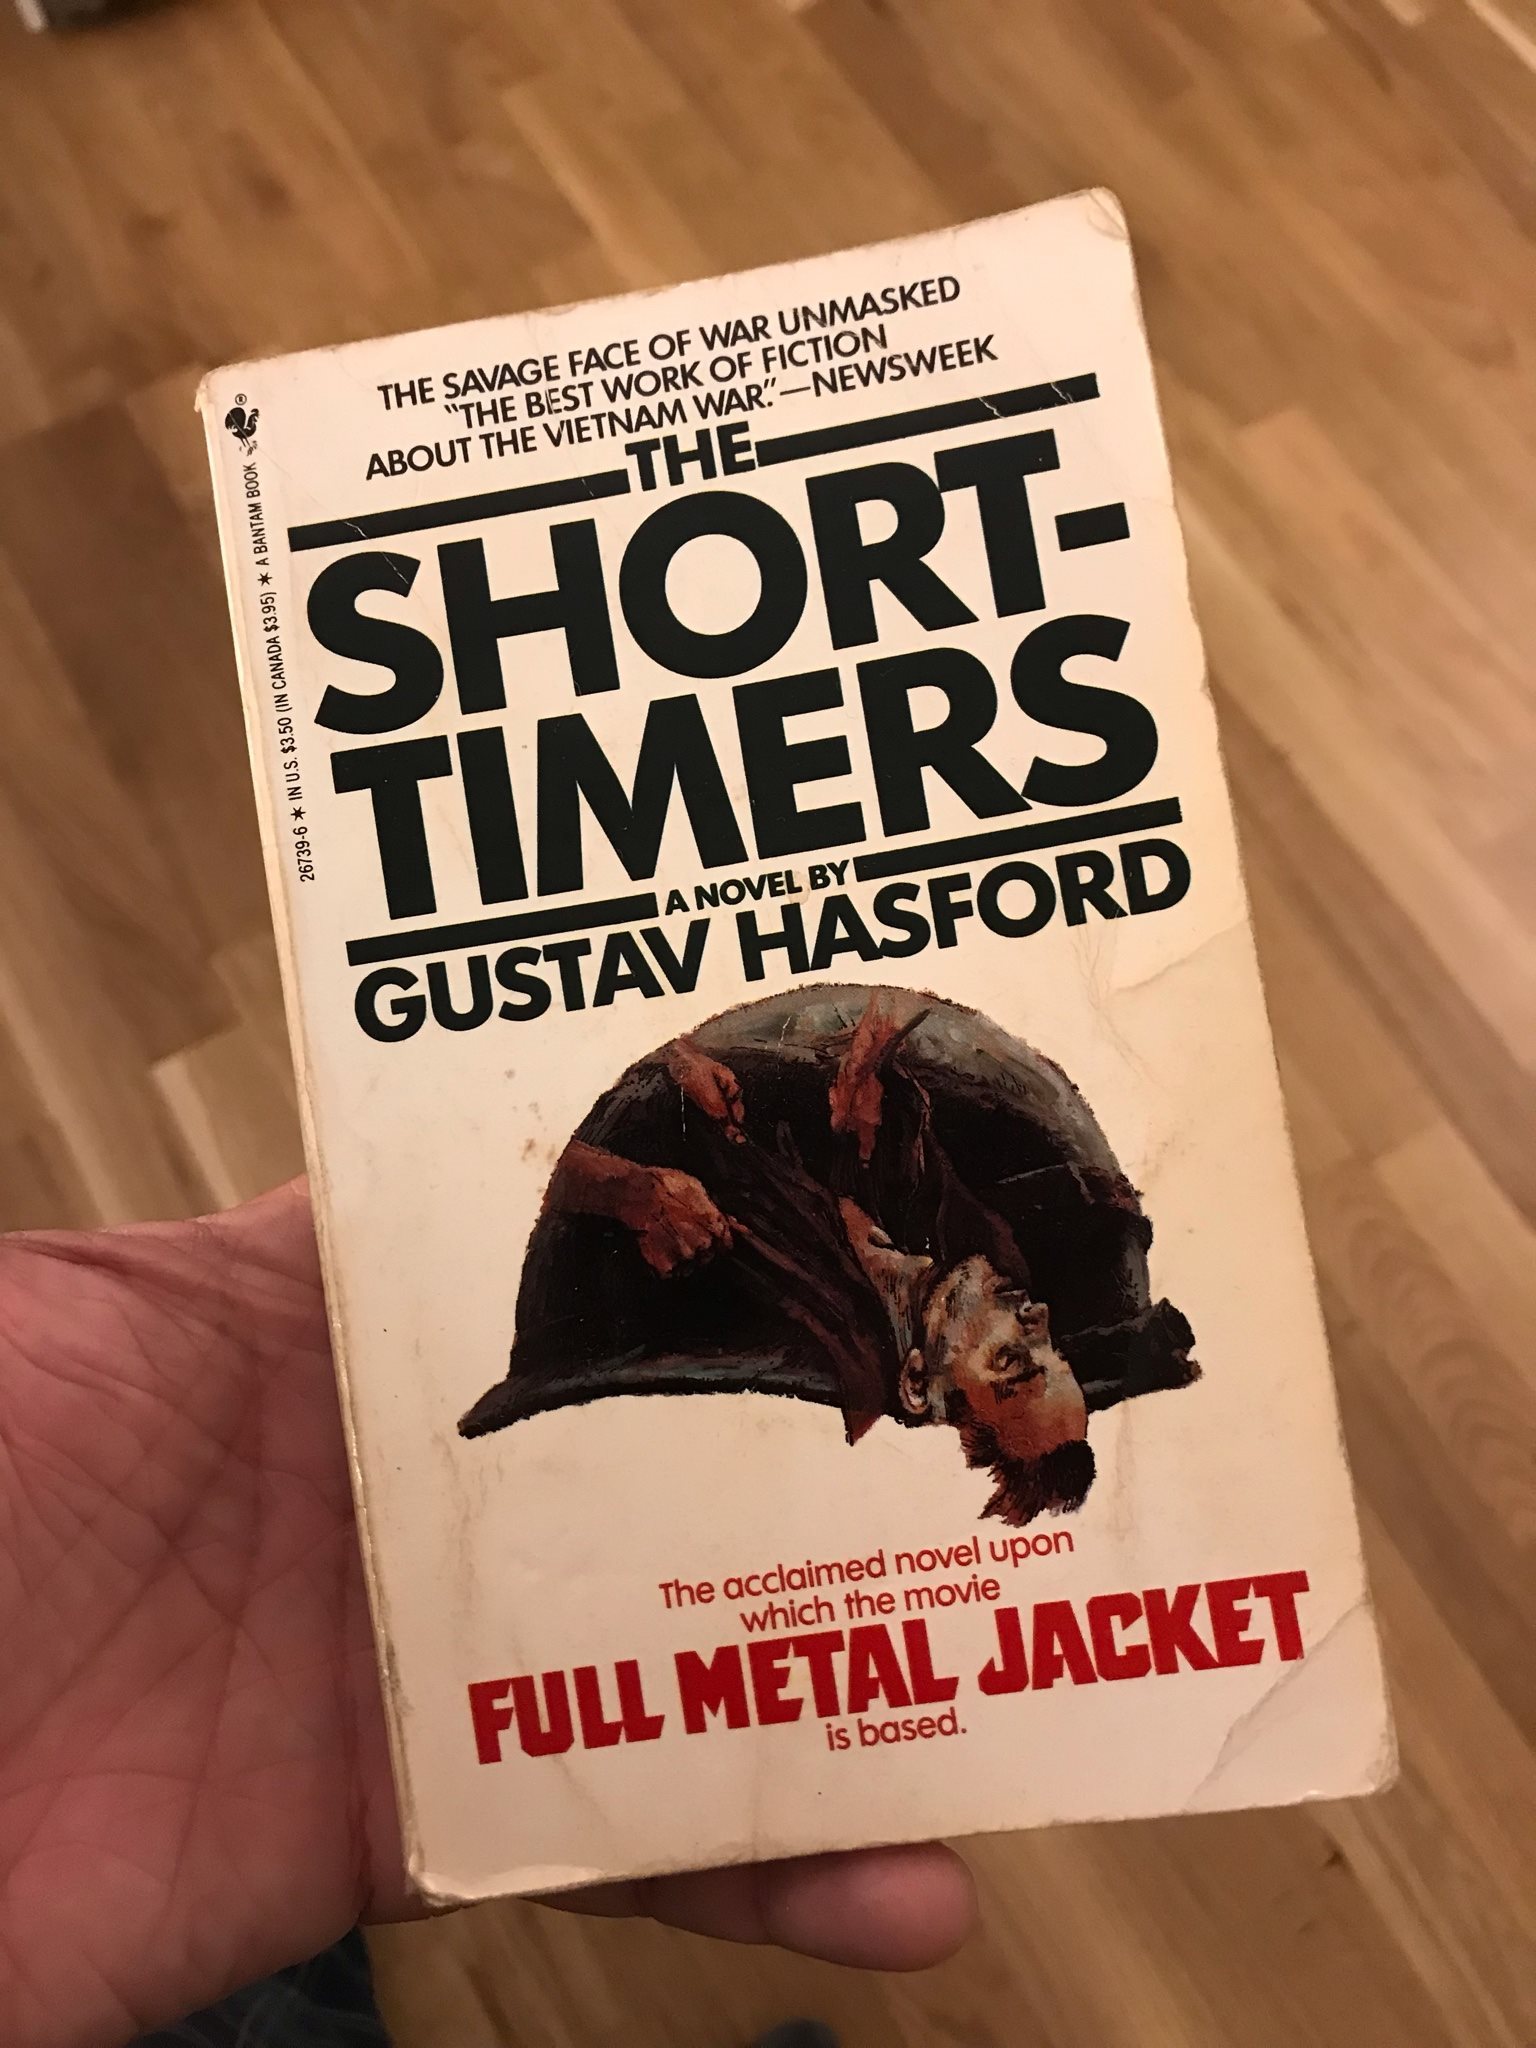 THE SAVAGE FACE OF WAR UNMASKED
"THE BEST WORK OF FICTION
ABOUT THE VIETNAM WAR."—NEWSWEEK
THE
SHORT-
TIMERS
A NOVEL BY
GUSTAV HASFORD
The acclaimed novel upon
which the movie
FULL METAL JACKET
is based.
26739-6 ★ IN U.S. $3.50 (IN CANADA $3.95) ★ A BANTAM BOOK ®